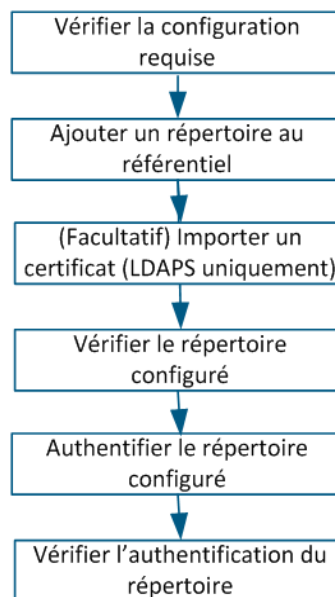 Vérifier la configuration
requise
Ajouter un répertoire au
référentiel
(Facultatif) Importer un
certificat (LDAPS uniquement)
Vérifier le répertoire
configuré
Authentifier le répertoire
configuré
Vérifier l’authentification du
répertoire